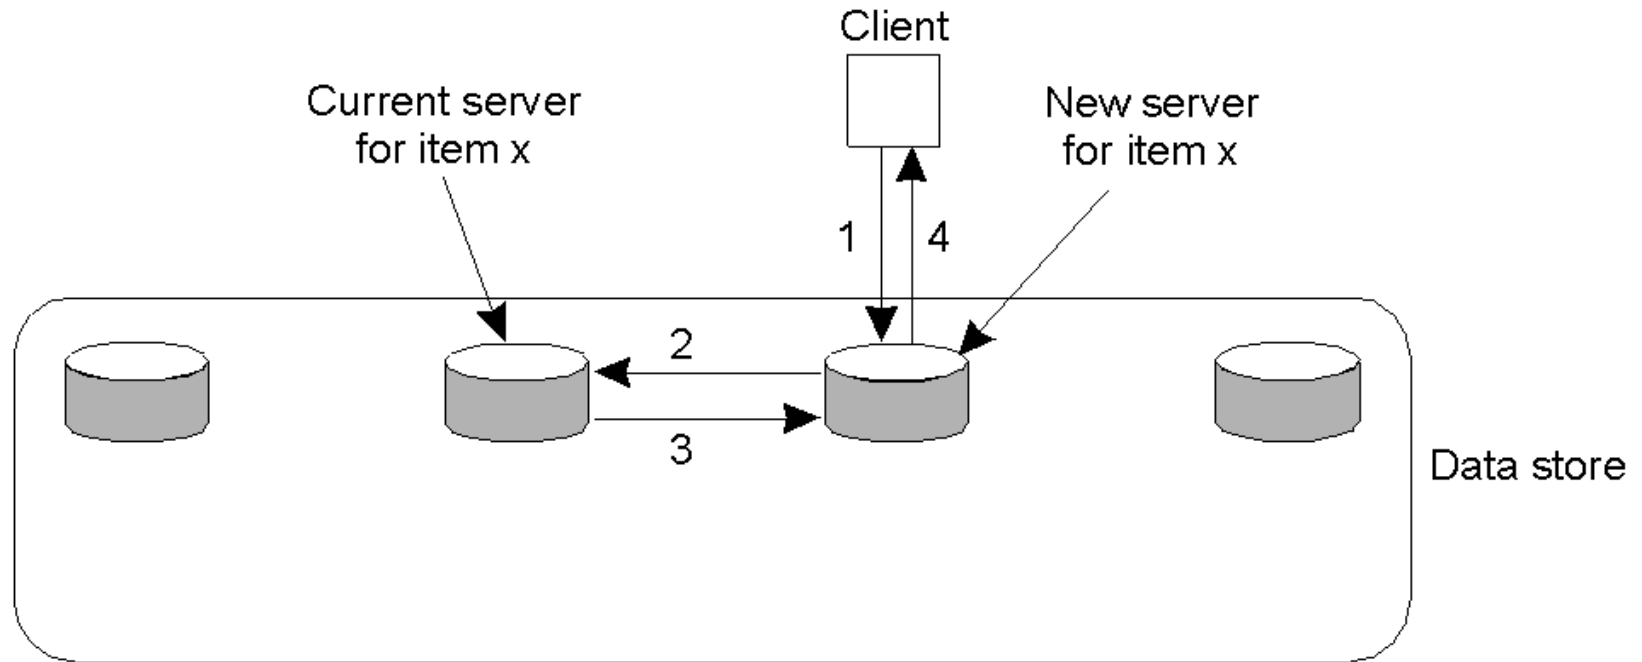 Client
Current server
for item x
New server
for item x
1
4
2
3
Data store